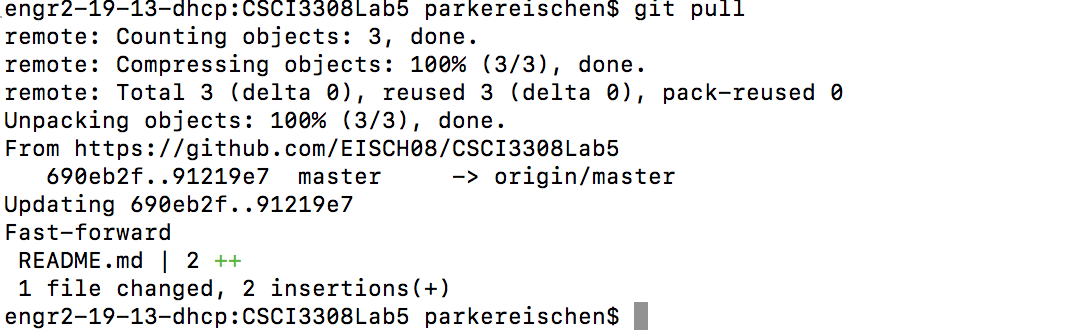 engr2-19-13-dhcp:CSCI3308Lab5 parkereischen$ git pull
remote: Counting objects: 3, done.
remote: Compressing objects: 100% (3/3), done.
remote: Total 3 (delta 0), reused 3 (delta 0), pack-reused 0
Unpacking objects: 100% (3/3), done.
From https://github.com/EISCH08/CSCI3308Lab5
   690eb2f..91219e7  master     -> origin/master
Updating 690eb2f..91219e7
Fast-forward
 README.md | 2 ++
 1 file changed, 2 insertions(+)
engr2-19-13-dhcp:CSCI3308Lab5 parkereischen$